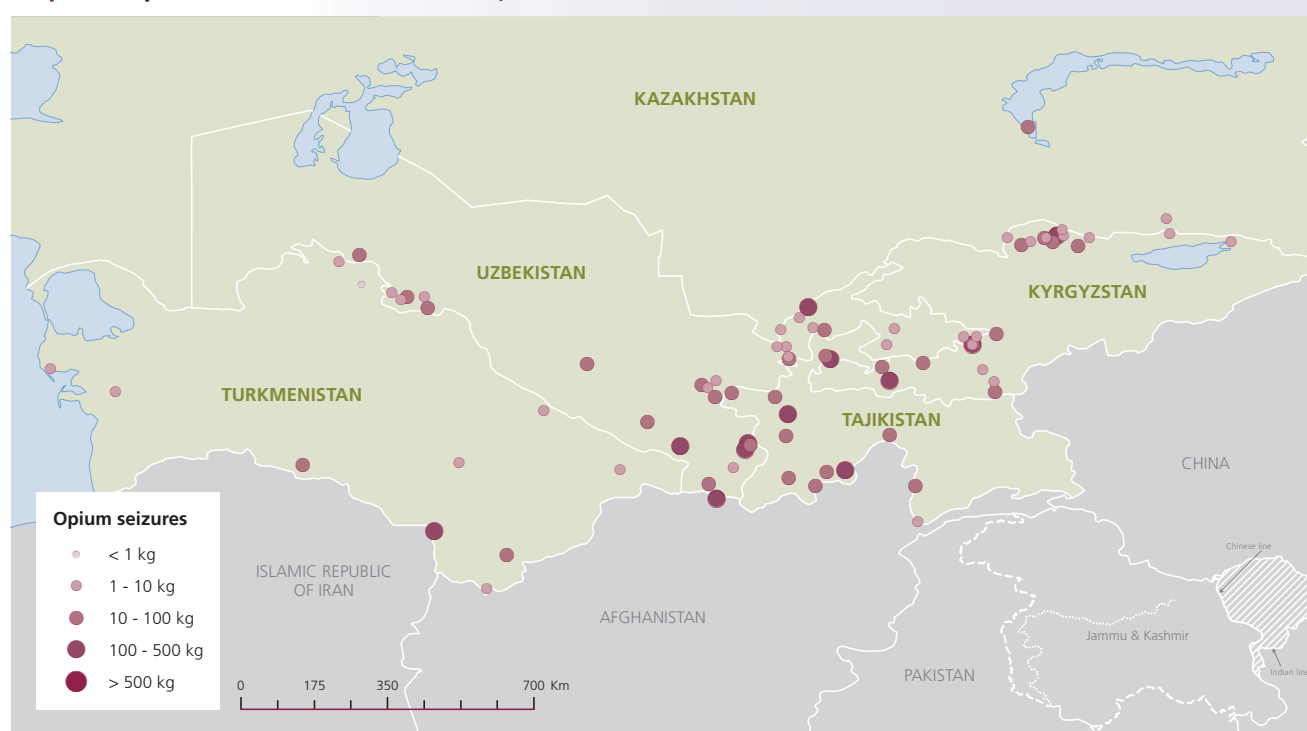 KAZAKHSTAN
UZBEKISTAN
KYRGYZSTAN
TURKMENISTAN
TAJIKISTAN
CHINA
Opium seizures
< 1 kg
1 - 10 kg
10 - 100 kg
100 - 500 kg
> 500 kg
ISLAMIC REPUBLIC
OF IRAN
AFGHANISTAN
PAKISTAN
Jammu & Kashmir
Chinese line
Indian line
0 175 350 700 Km